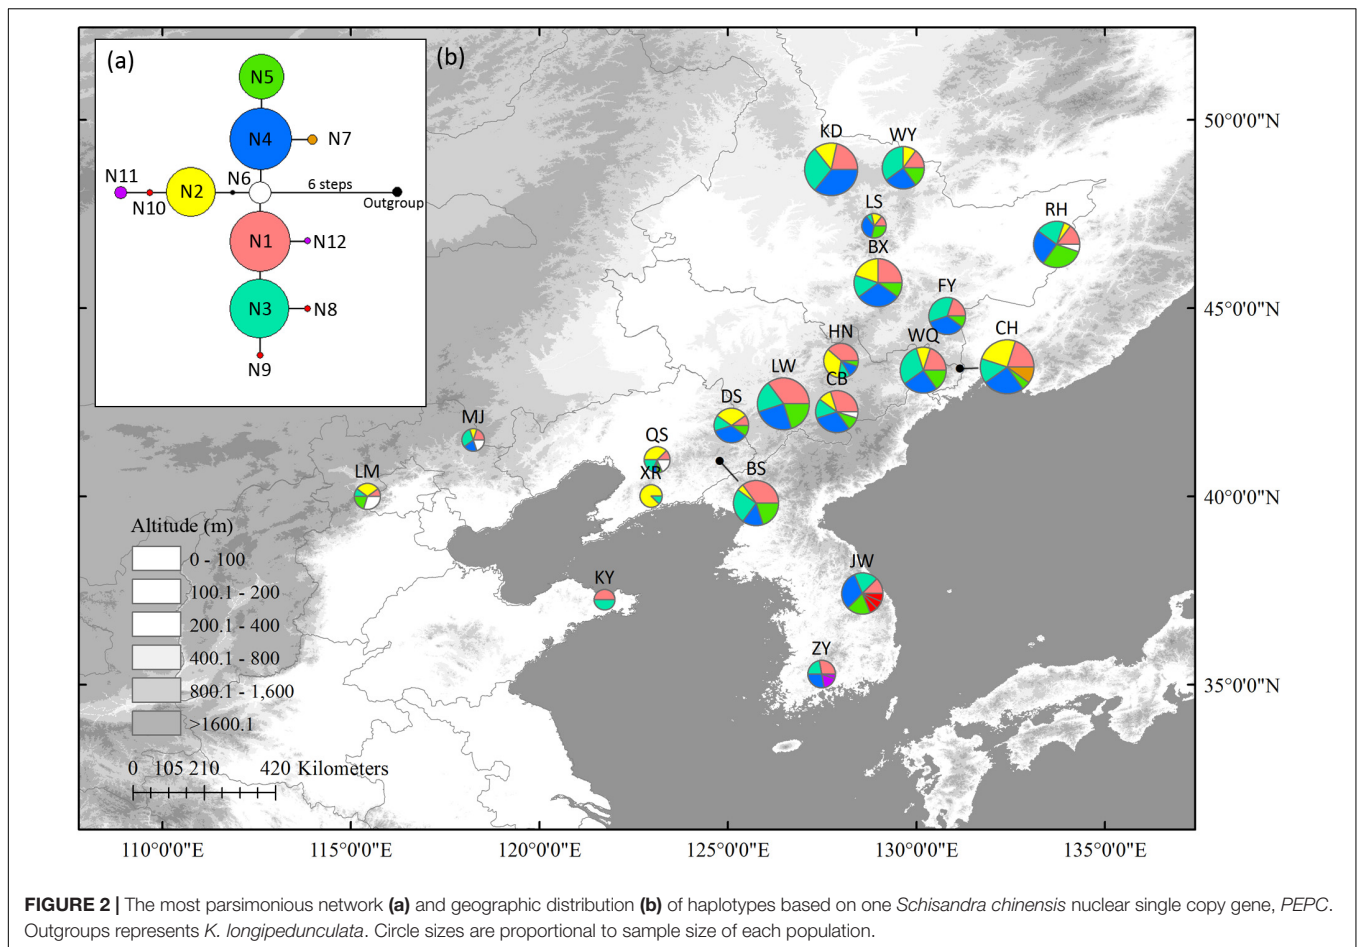 (a)
(b)
N5
N4
N7
N11
N6
N2
6 steps
N10
Outgroup
N1
N12
N3
N8
N9
KD
WY
LS
RH
BX
FY
HN
WQ
CH
LW
CB
DS
MJ
QS
XR
BS
LM
KY
JW
ZY
50°0'0"N
45°0'0"N
40°0'0"N
35°0'0"N
Altitude (m)
0 - 100
100.1 - 200
200.1 - 400
400.1 - 800
800.1 - 1,600
>1600.1
0 105 210 420 Kilometers
110°0'0"E 115°0'0"E 120°0'0"E 125°0'0"E 130°0'0"E 135°0'0"E
FIGURE 2 | The most parsimonious network (a) and geographic distribution (b) of haplotypes based on one Schisandra chinensis nuclear single copy gene, PEPC.
Outgroups represents K. longipedunculata. Circle sizes are proportional to sample size of each population.